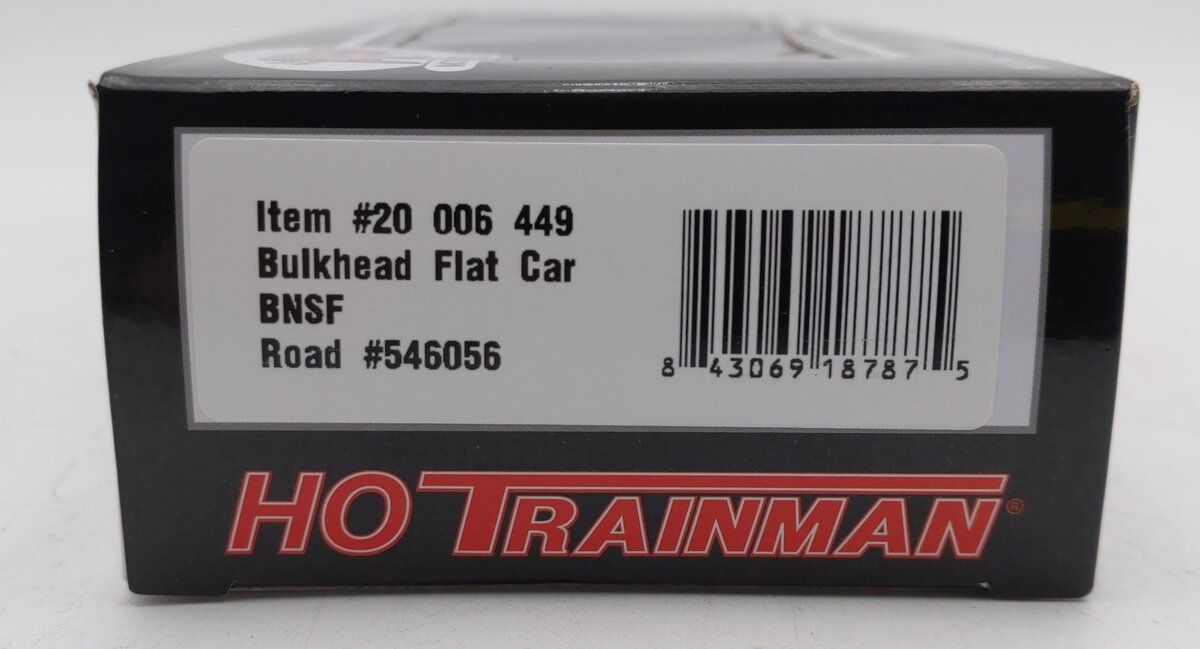 Item #20 006 449
Bulkhead Flat Car
BNSF
Road #546056
8 43069 18787 5
HO TRAINMAN®